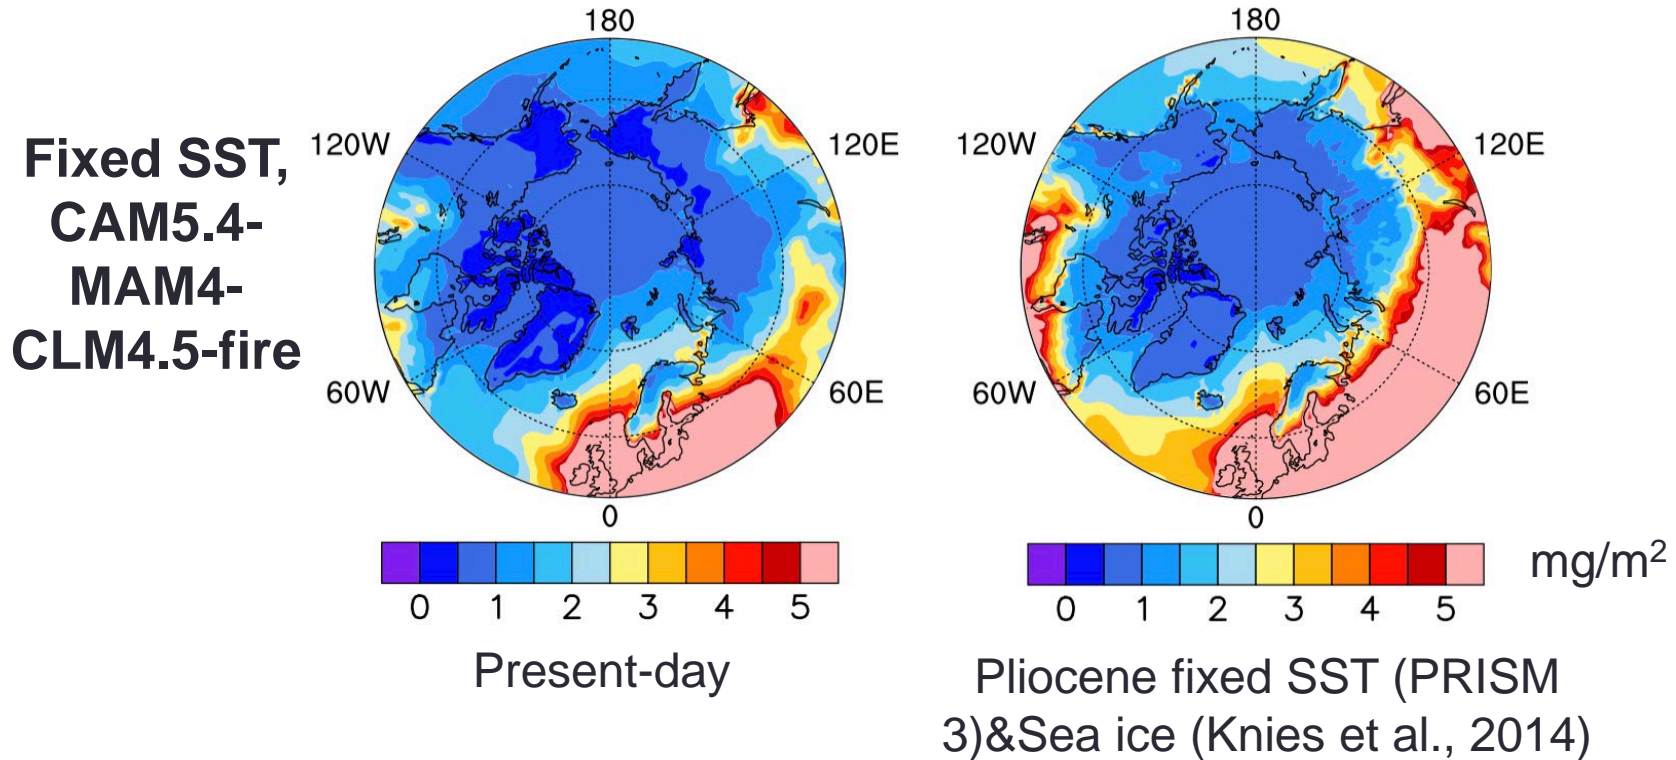 Fixed SST,
CAM5.4-
MAM4-
CLM4.5-fire
180
120W
120E
60W
60E
0
0 1 2 3 4 5
Present-day
180
120W
120E
60W
60E
0
0 1 2 3 4 5
mg/m²
Pliocene fixed SST (PRISM
3)&Sea ice (Knies et al., 2014)